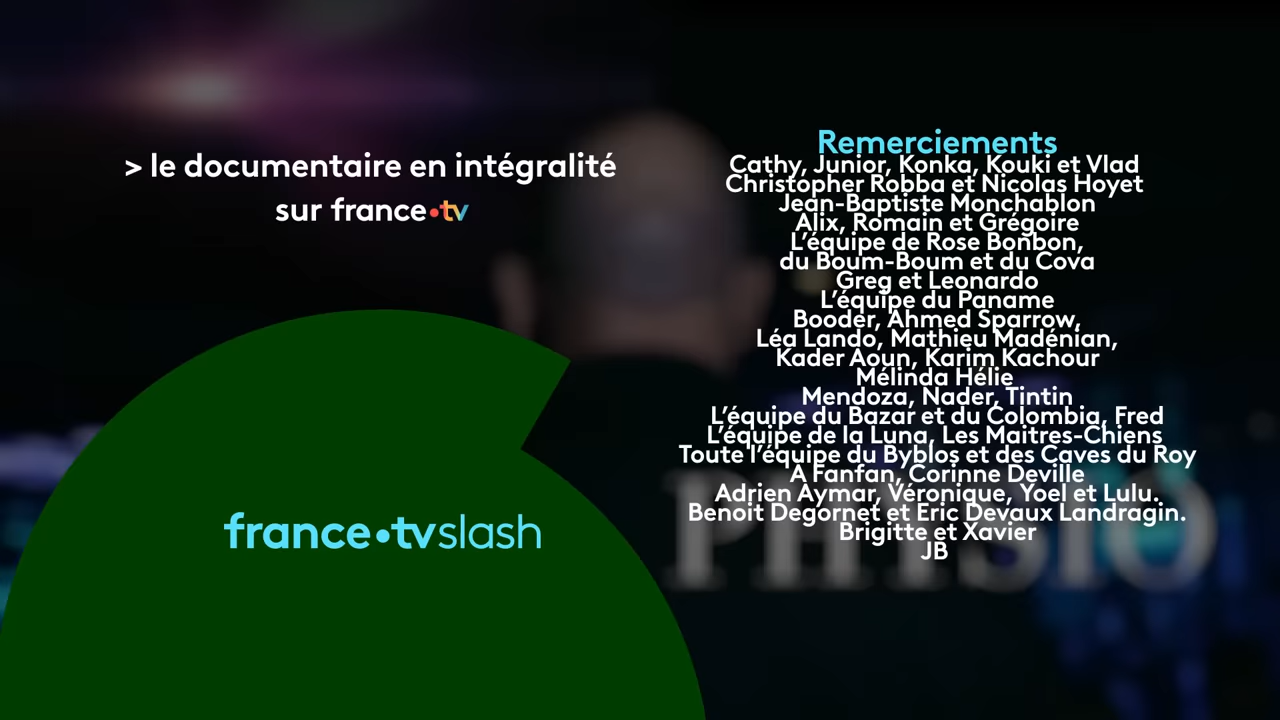 > le documentaire en intégralité
sur france•tv
france•tvslash
Remerciements
Cathy, Junior, Konka, Kouki et Vlad
Christopher Robba et Nicolas Hoyet
Jean-Baptiste Monchablon
Alix, Romain et Grégoire
L'équipe de Rose Bonbon,
du Boum-Boum et du Cova
Greg et Leonardo
L'équipe du Paname
Booder, Ahmed Sparrow,
Léa Lando, Mathieu Madénian,
Kader Aoun, Karim Kachour
Mélinda Hélie
Mendoza, Nader, Tintin
L'équipe du Bazar et du Colombia, Fred
L'équipe de la Luna, Les Maitres-Chiens
Toute l'équipe du Byblos et des Caves du Roy
A Fanfan, Corinne Deville
Adrien Aymar, Véronique, Yoel et Lulu.
Benoit Degornet et Eric Devaux Landragin.
Brigitte et Xavier
JB
PHYSIO